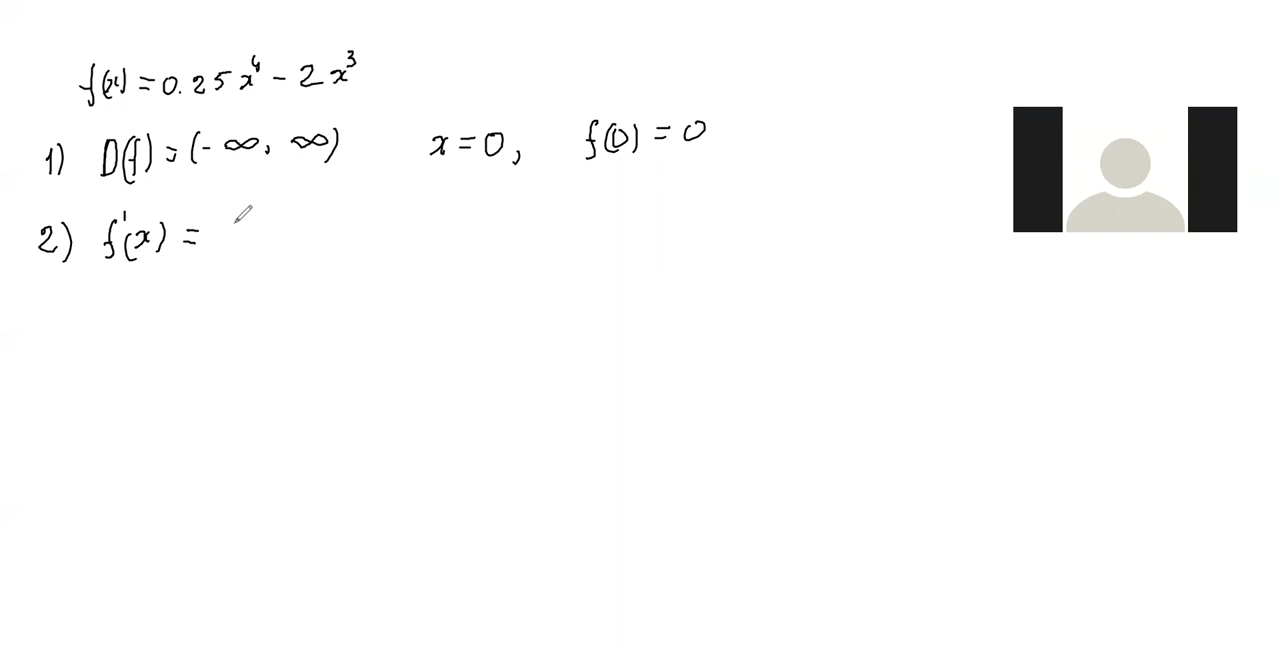 f(x) = 0.25x⁴ - 2x³
1) D(f) = (-∞, ∞) x = 0, f(0) = 0
2) f'(x) =